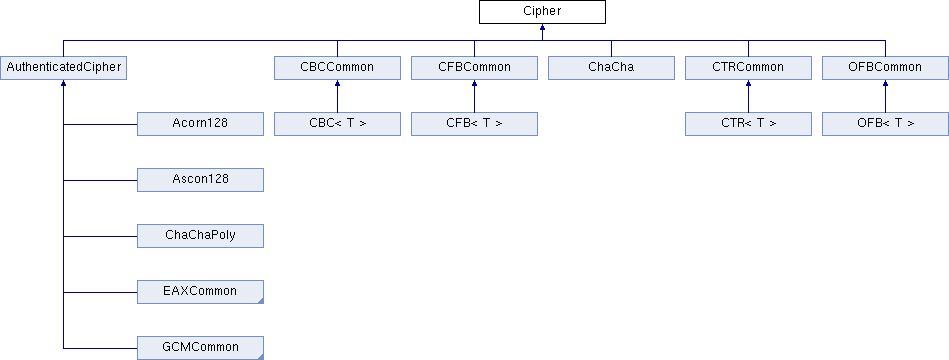 Cipher
AuthenticatedCipher CBCCommon CFBCommon ChaCha CTRCommon OFBCommon
Acorn128 CBC< T > CFB< T > CTR< T > OFB< T >
Ascon128
ChaChaPoly
EAXCommon
GCMCommon